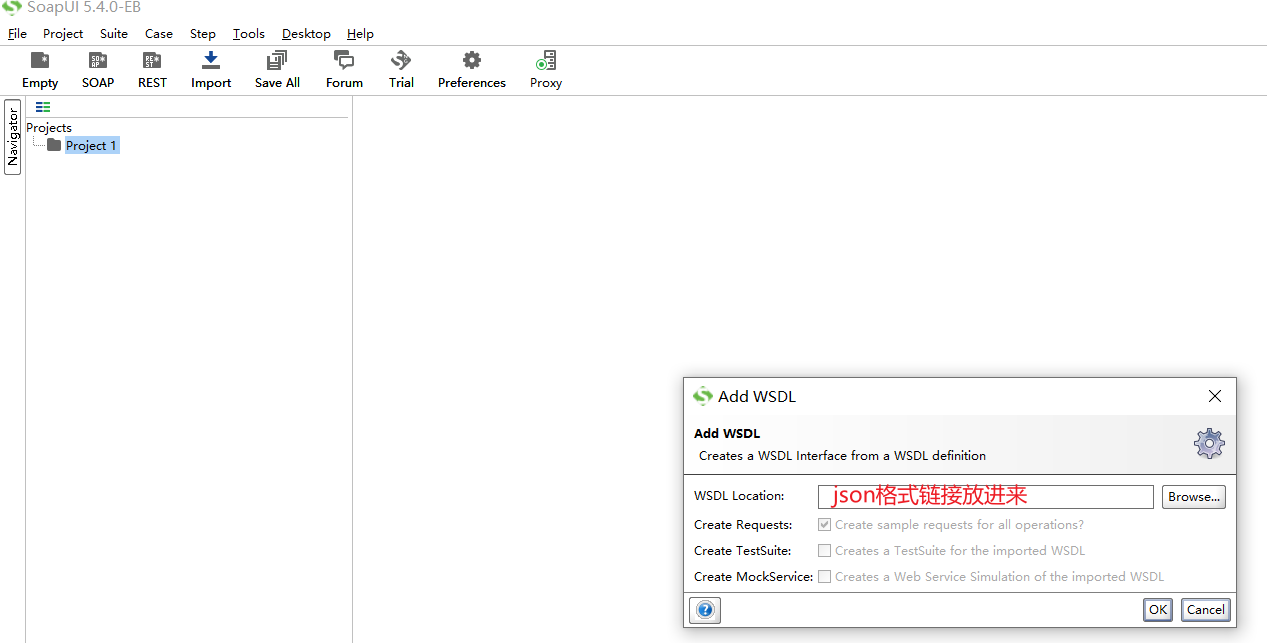 SoapUI 5.4.0-EB
File Project Suite Case Step Tools Desktop Help
Empty SOAP REST Import Save All Forum Trial Preferences Proxy
Navigator
Projects
Project 1
Add WSDL
Add WSDL
Creates a WSDL Interface from a WSDL definition
WSDL Location: json格式链接放进来 Browse...
Create Requests: Create sample requests for all operations?
Create TestSuite: Creates a TestSuite for the imported WSDL
Create MockService: Creates a Web Service Simulation of the imported WSDL
OK Cancel